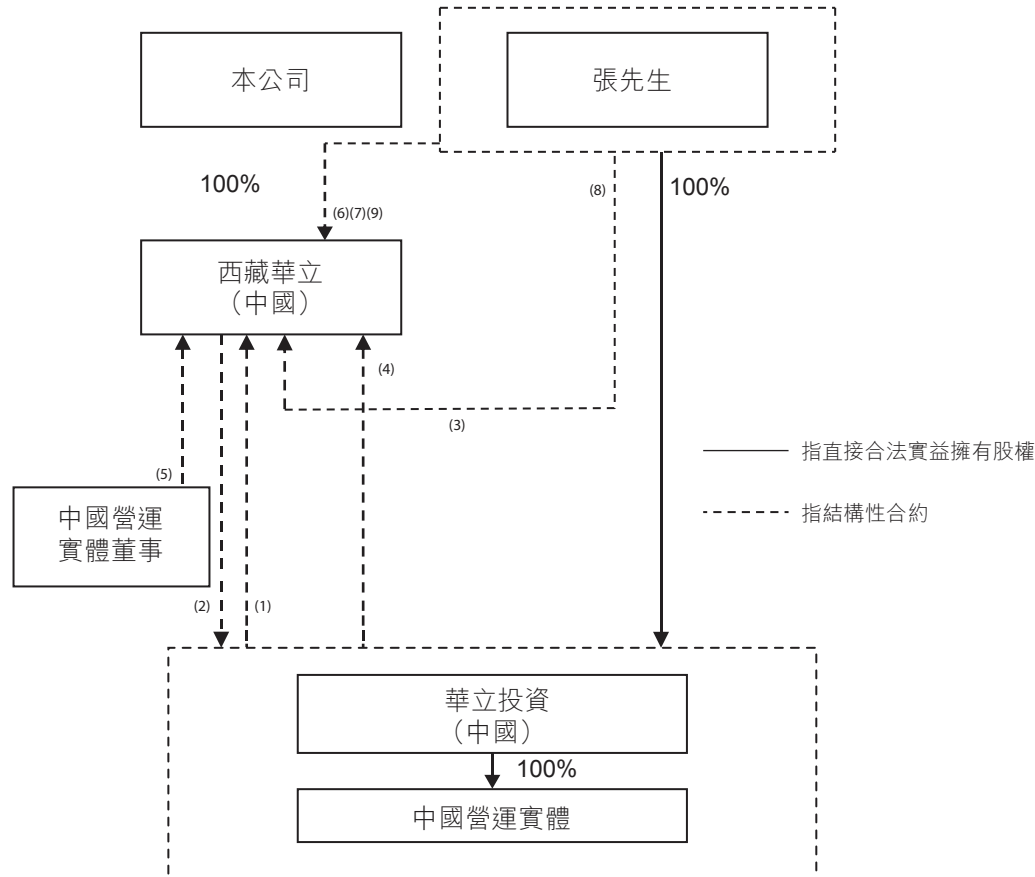 本公司
張先生
100%
(8)
100%
(6)(7)(9)
西藏華立
（中國）
(4)
(3)
指直接合法實益擁有股權
(5)
中國營運
實體董事
指結構性合約
(2)
(1)
華立投資
（中國）
100%
中國營運實體